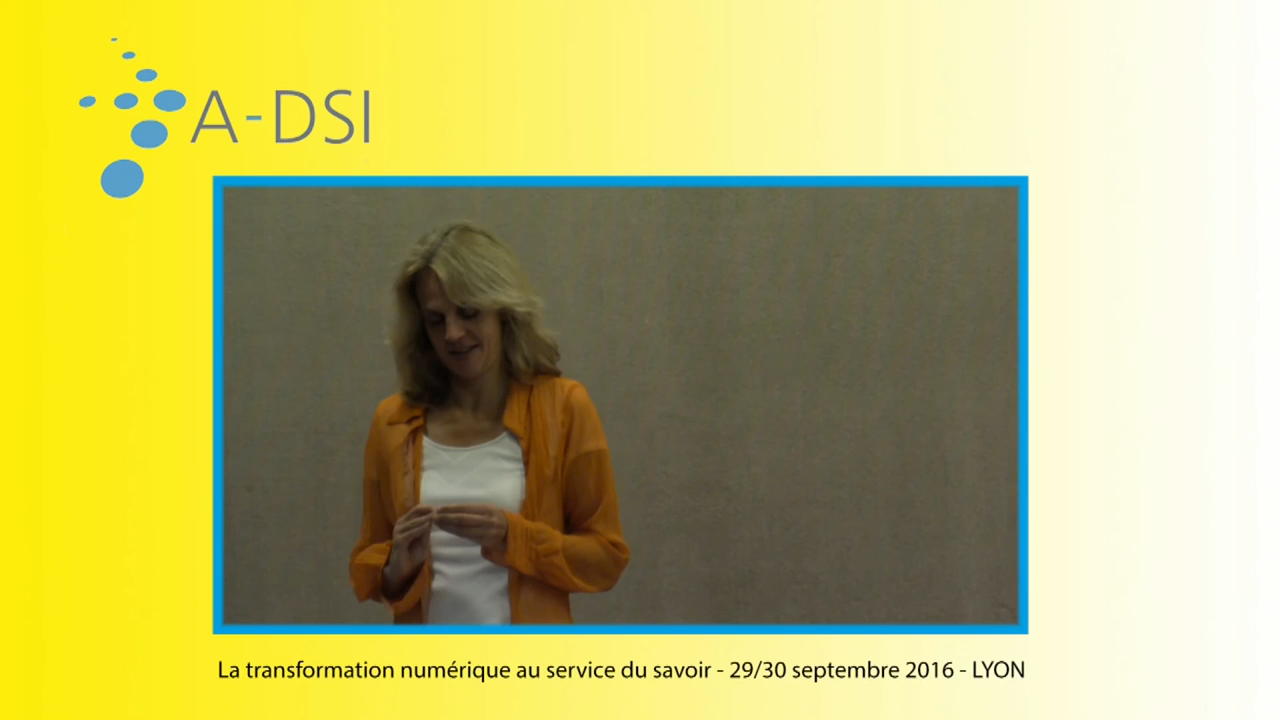 A-DSI
La transformation numérique au service du savoir - 29/30 septembre 2016 - LYON